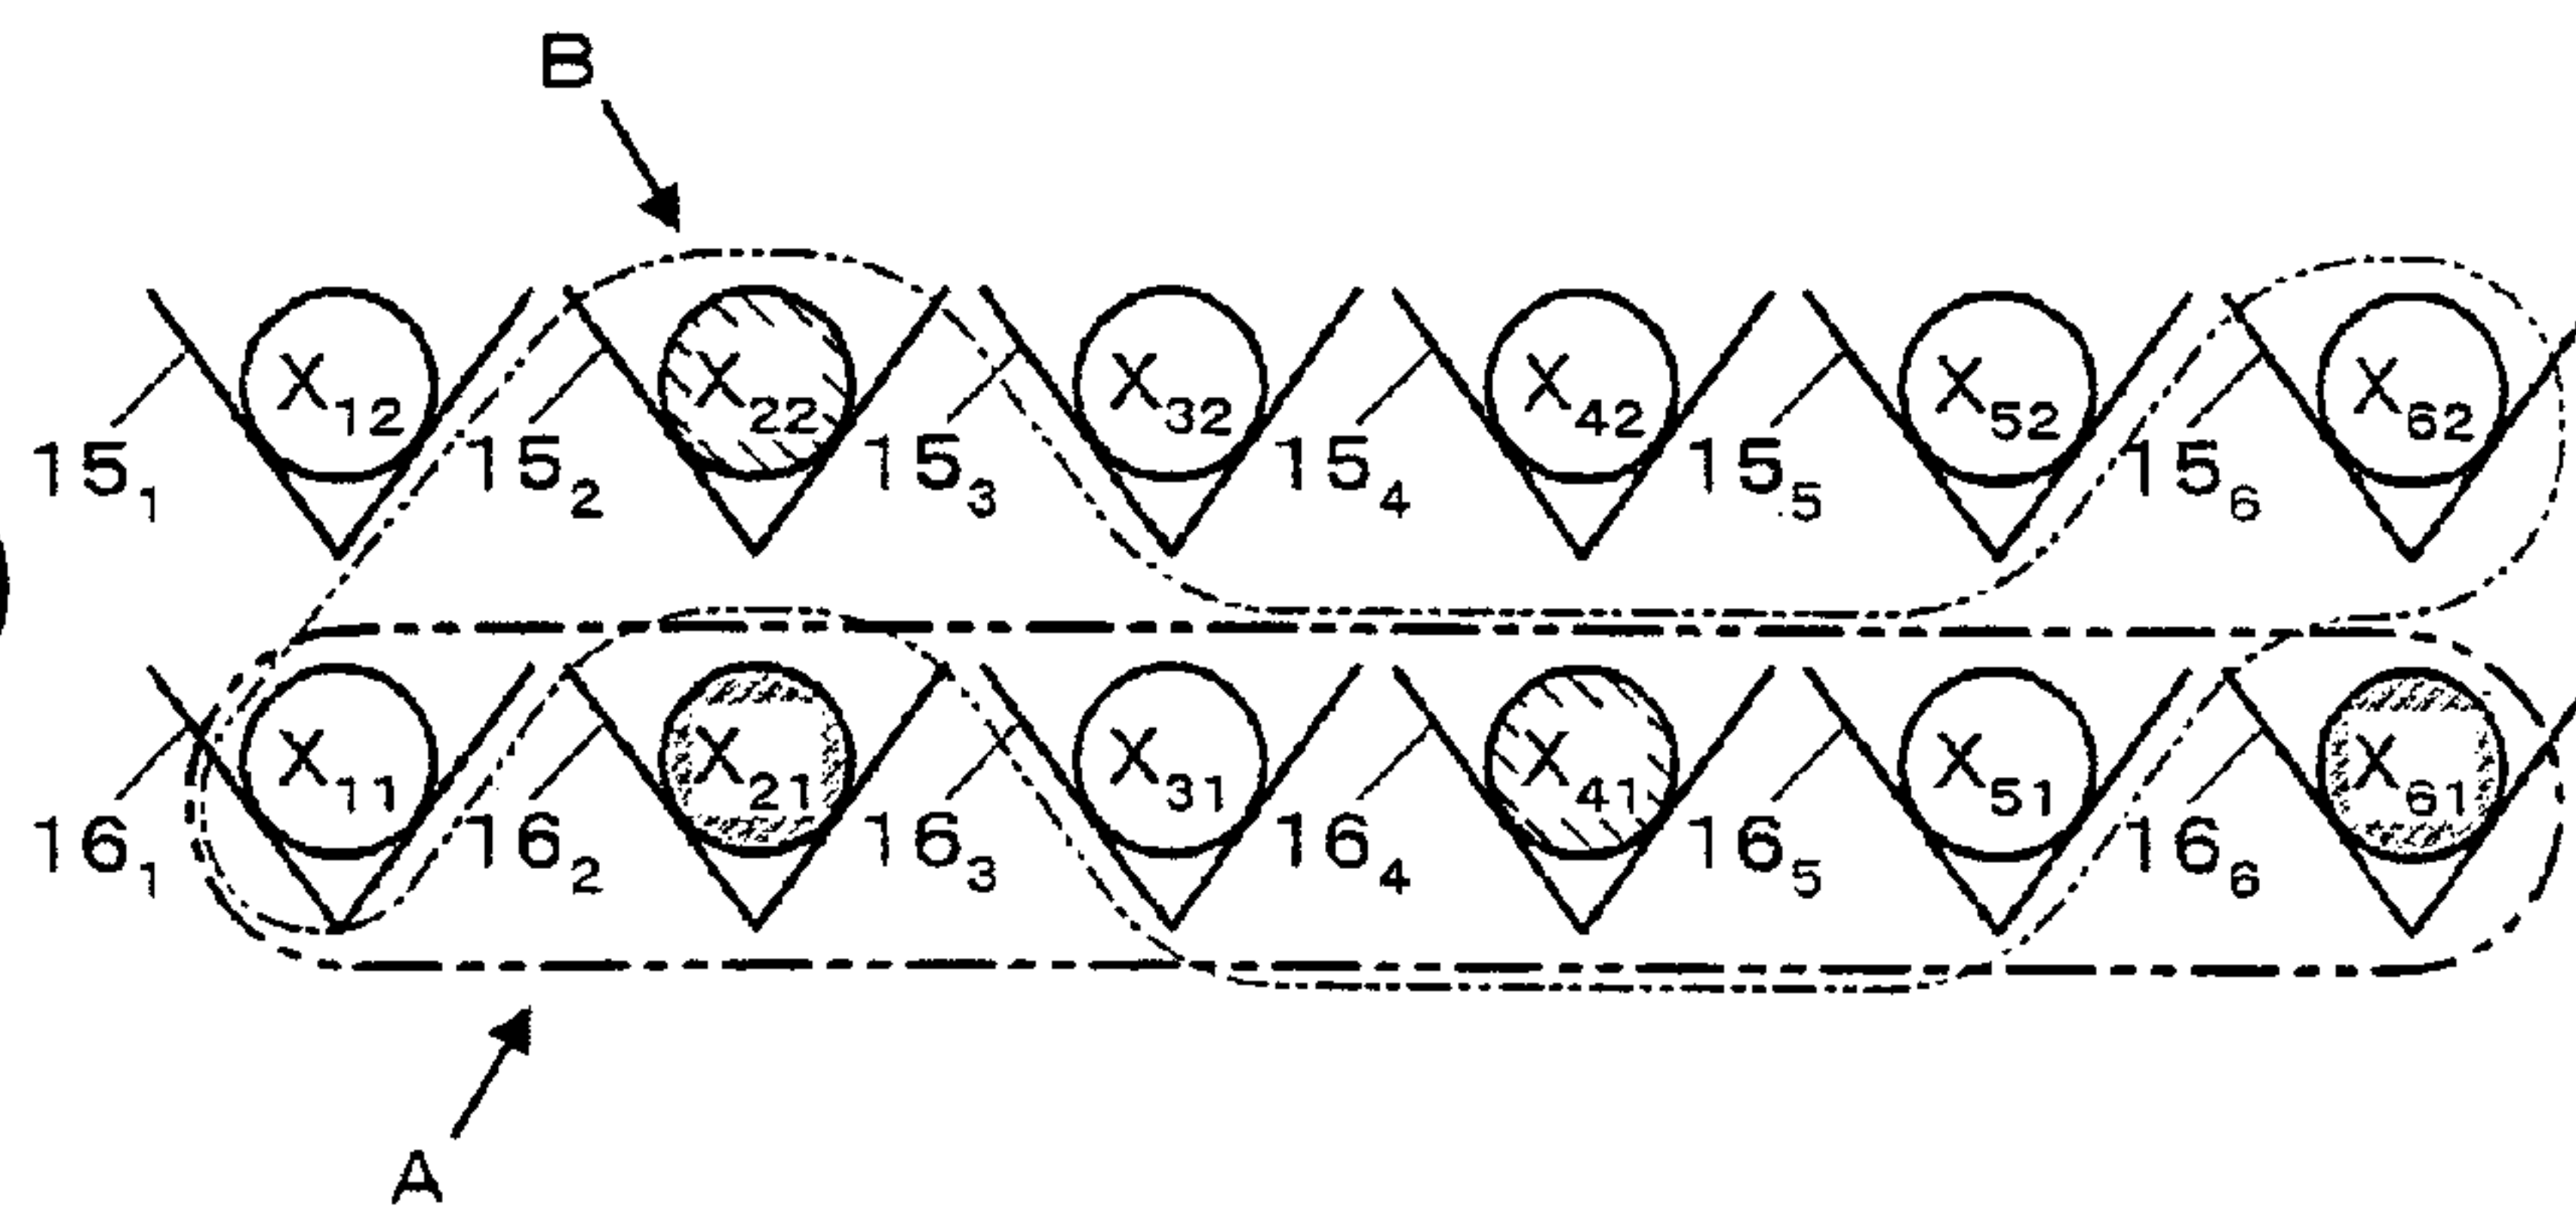 B
X₁₂ X₂₂ X₃₂ X₄₂ X₅₂ X₆₂
15₁ 15₂ 15₃ 15₄ 15₅ 15₆
X₁₁ X₂₁ X₃₁ X₄₁ X₅₁ X₆₁
16₁ 16₂ 16₃ 16₄ 16₅ 16₆
A